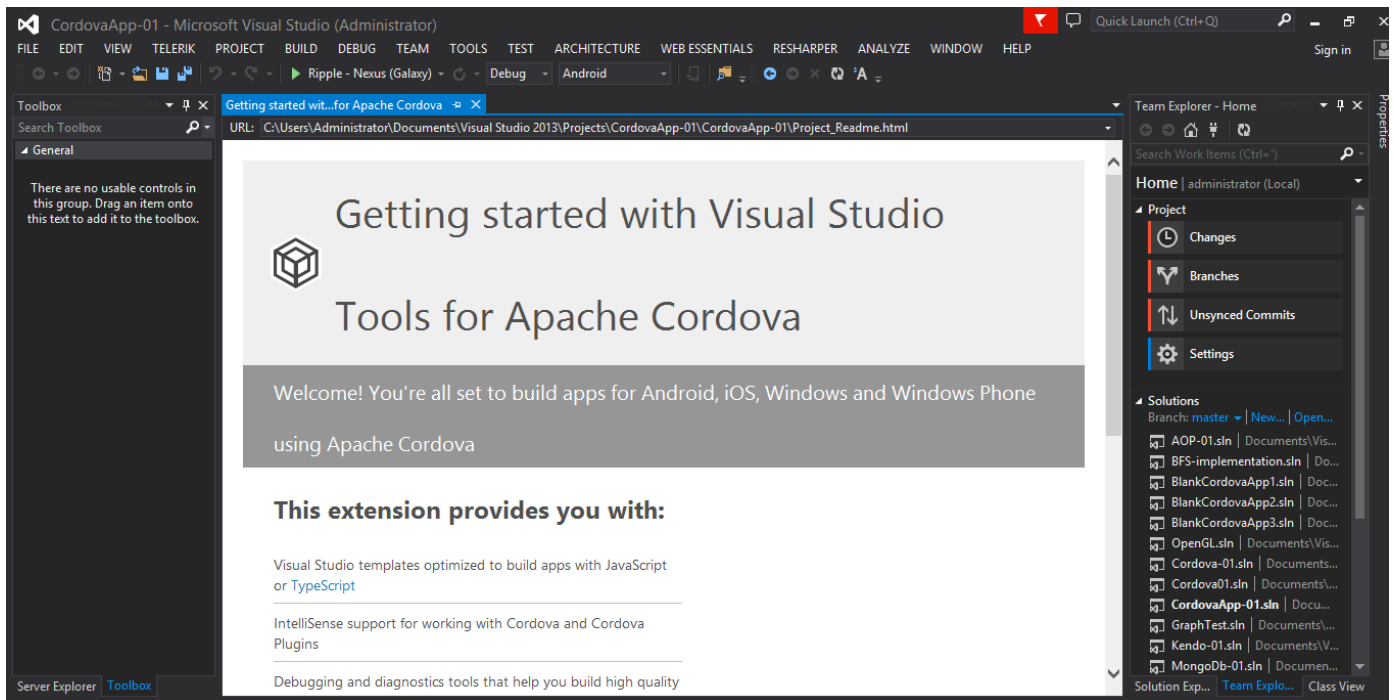 CordovaApp-01 - Microsoft Visual Studio (Administrator)
Quick Launch (Ctrl+Q)
FILE EDIT VIEW TELERIK PROJECT BUILD DEBUG TEAM TOOLS TEST ARCHITECTURE WEB ESSENTIALS RESHARPER ANALYZE WINDOW HELP
Sign in
Ripple - Nexus (Galaxy) Debug Android
Toolbox
Search Toolbox
General
There are no usable controls in
this group. Drag an item onto
this text to add it to the toolbox.
Server Explorer Toolbox
Getting started wit...for Apache Cordova
URL: C:\Users\Administrator\Documents\Visual Studio 2013\Projects\CordovaApp-01\CordovaApp-01\Project_Readme.html
Getting started with Visual Studio
Tools for Apache Cordova
Welcome! You're all set to build apps for Android, iOS, Windows and Windows Phone
using Apache Cordova
This extension provides you with:
Visual Studio templates optimized to build apps with JavaScript
or TypeScript
IntelliSense support for working with Cordova and Cordova
Plugins
Debugging and diagnostics tools that help you build high quality
Team Explorer - Home
Search Work Items (Ctrl+')
Home | administrator (Local)
Project
Changes
Branches
Unsynced Commits
Settings
Solutions
Branch: master | New... | Open...
AOP-01.sln | Documents\Vis...
BFS-implementation.sln | Do...
BlankCordovaApp1.sln | Doc...
BlankCordovaApp2.sln | Doc...
BlankCordovaApp3.sln | Doc...
OpenGL.sln | Documents\Vis...
Cordova-01.sln | Documents...
Cordova01.sln | Documents\...
CordovaApp-01.sln | Docu...
GraphTest.sln | Documents\...
Kendo-01.sln | Documents\V...
MongoDb-01.sln | Documen...
Solution Exp... Team Explo... Class View
Properties